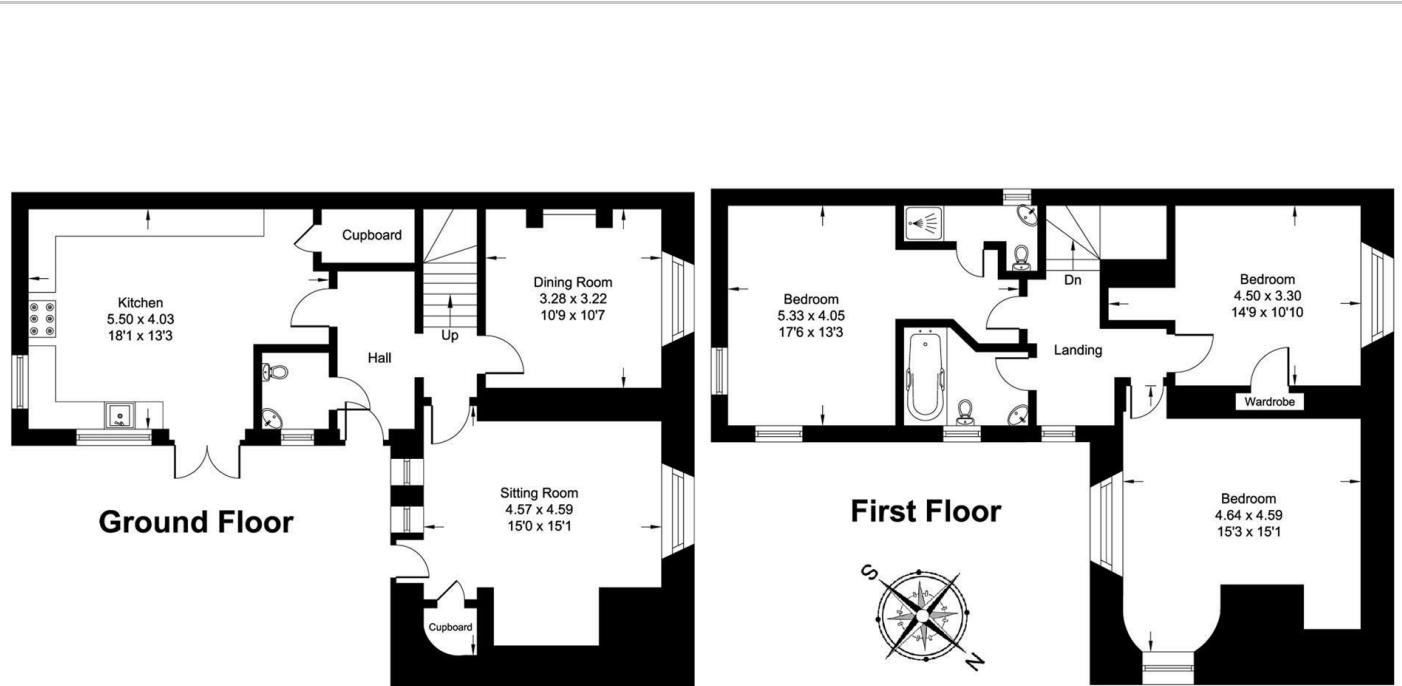 Cupboard
Kitchen
5.50 x 4.03
18'1 x 13'3
Dining Room
3.28 x 3.22
10'9 x 10'7
Up
Hall
Sitting Room
4.57 x 4.59
15'0 x 15'1
Cupboard
Ground Floor
Bedroom
5.33 x 4.05
17'6 x 13'3
Dn
Bedroom
4.50 x 3.30
14'9 x 10'10
Landing
Wardrobe
Bedroom
4.64 x 4.59
15'3 x 15'1
First Floor
S
N